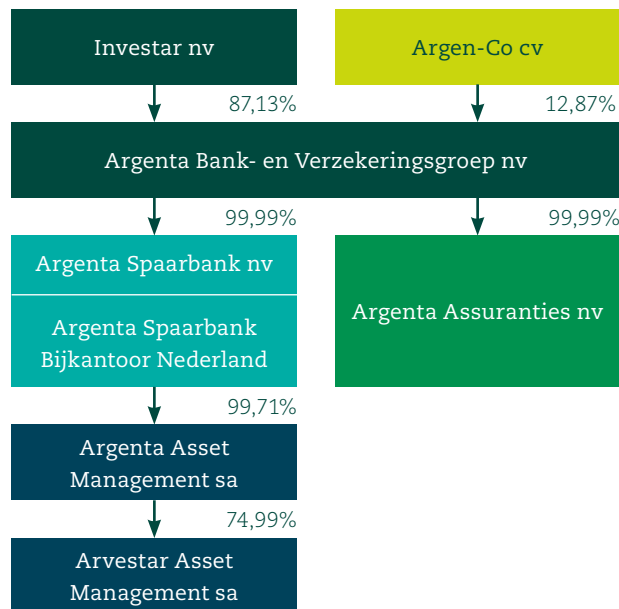 Investar nv
Argen-Co cv
87,13%
12,87%
Argenta Bank- en Verzekeringsgroep nv
99,99%
99,99%
Argenta Spaarbank nv
Argenta Spaarbank
Bijkantoor Nederland
Argenta Assuranties nv
99,71%
Argenta Asset
Management sa
74,99%
Arvestar Asset
Management sa